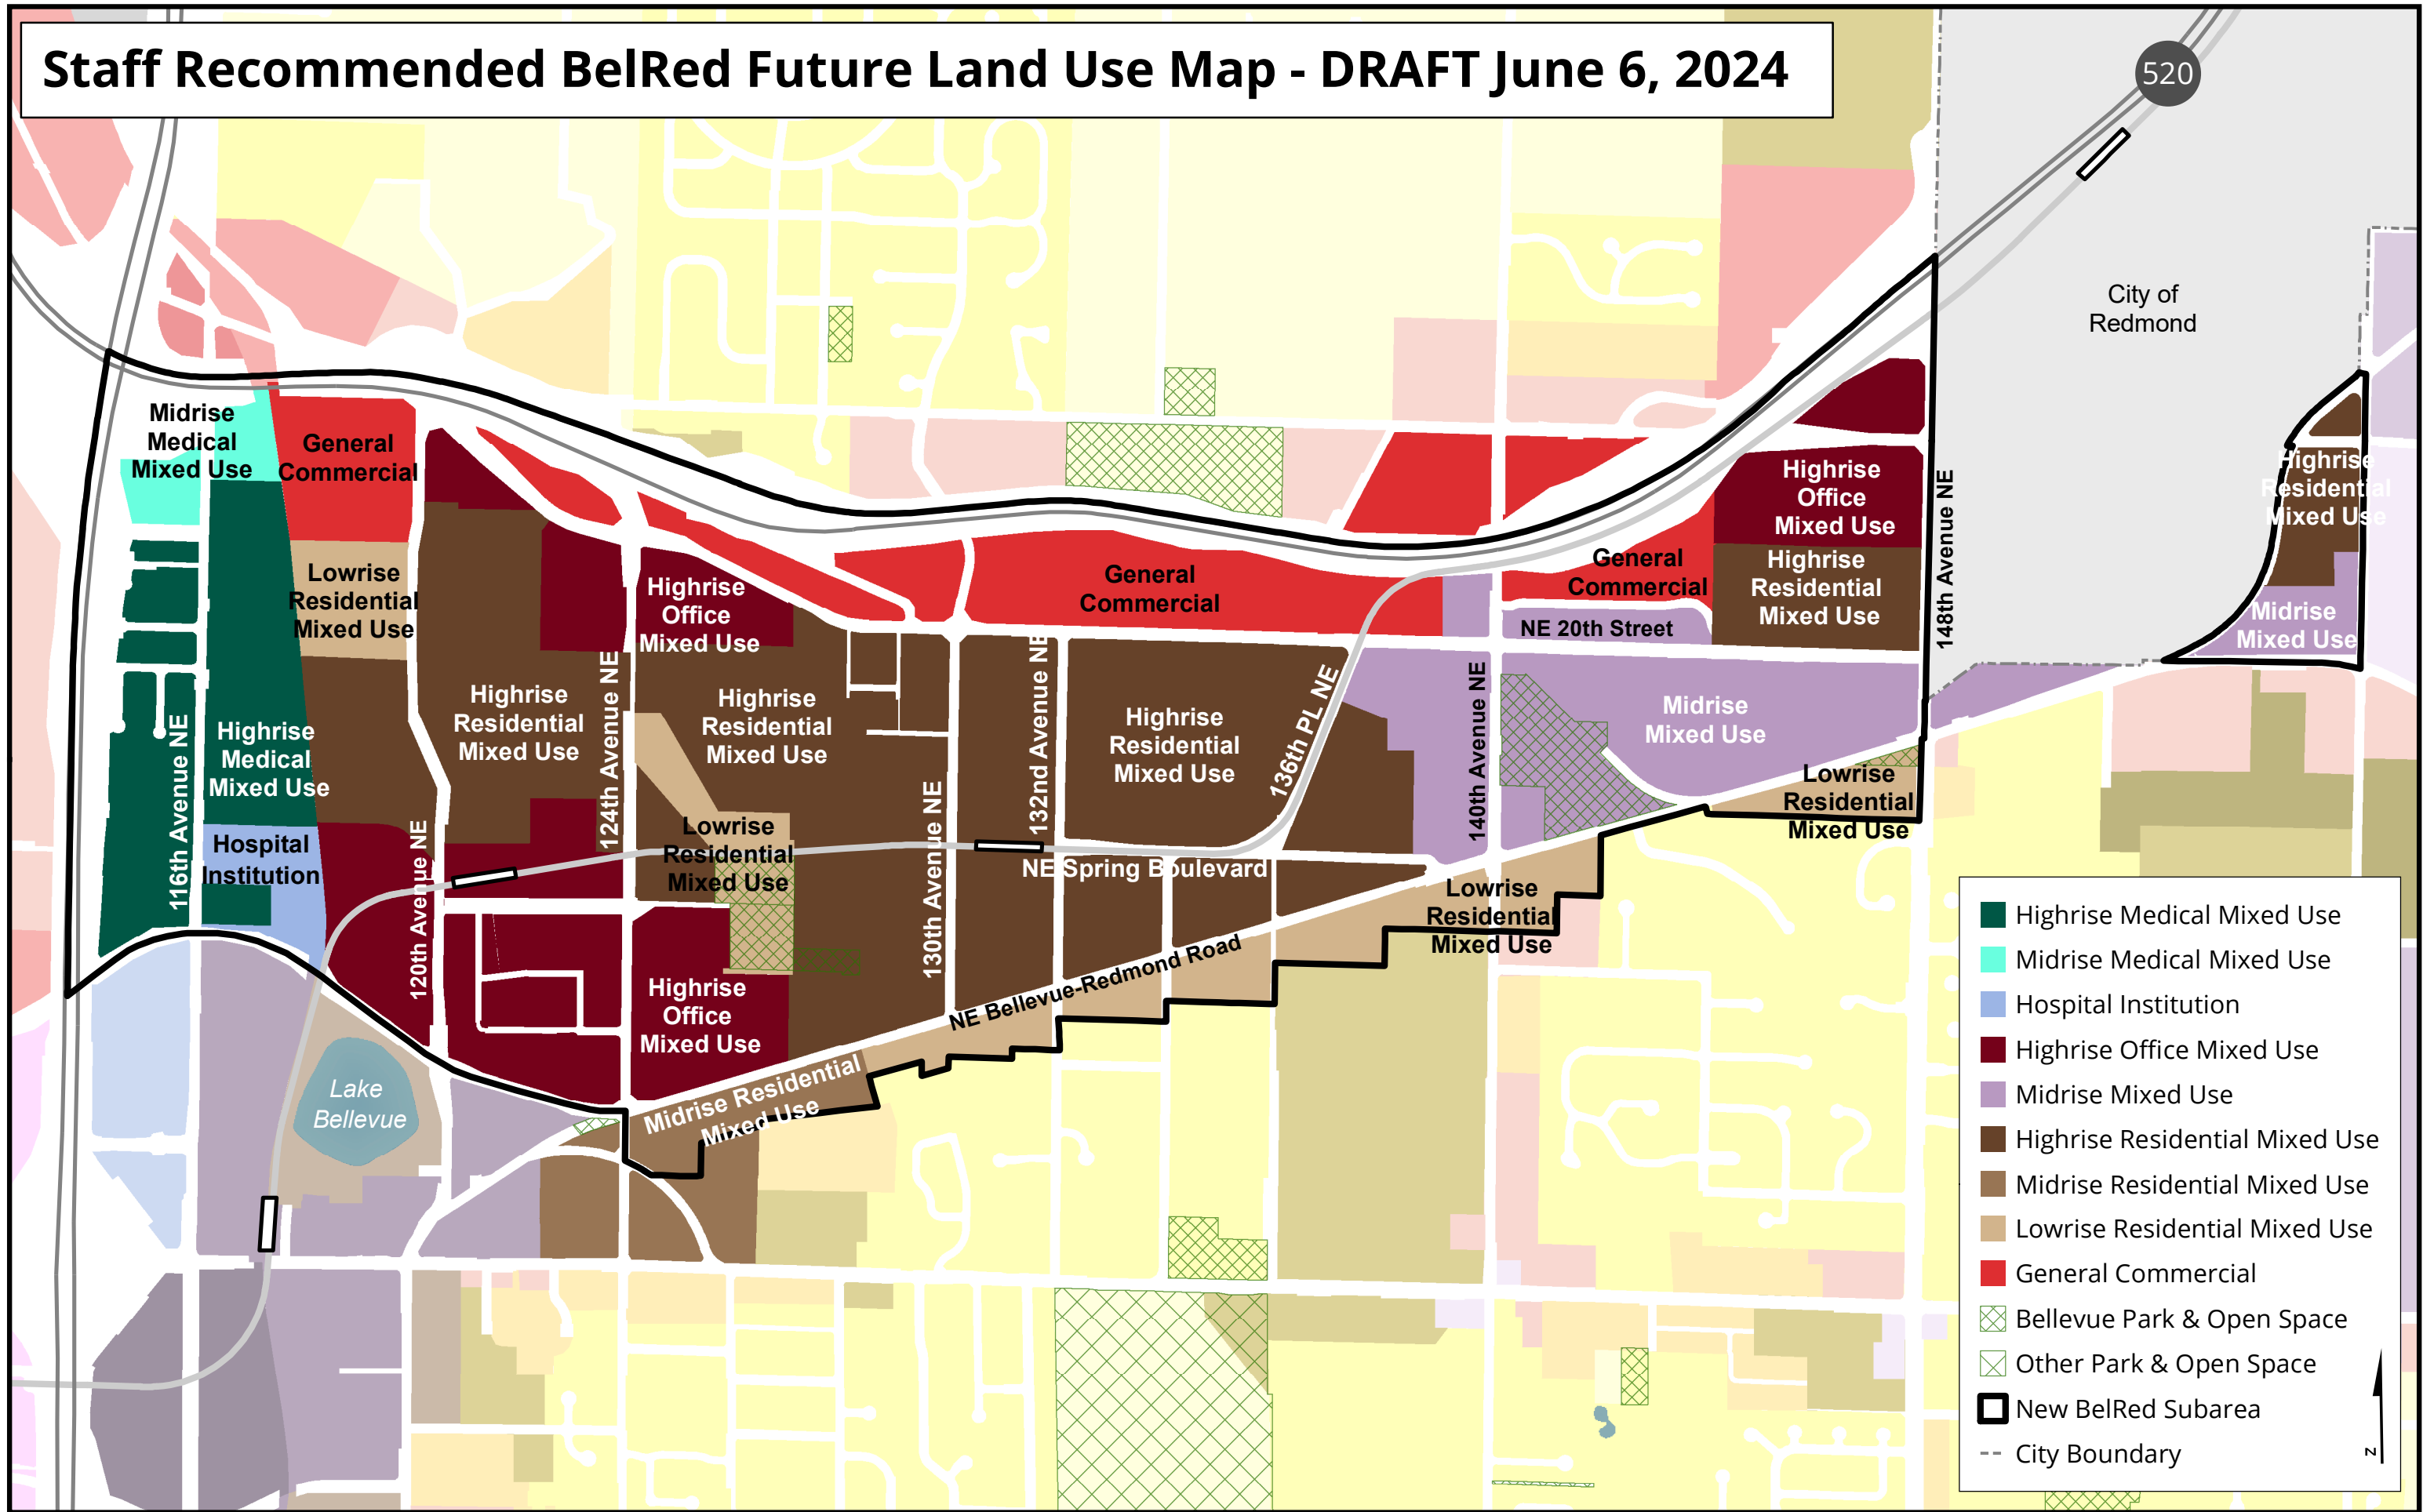 Staff Recommended BelRed Future Land Use Map - DRAFT June 6, 2024
520
City of
Redmond
Midrise
Medical
Mixed Use
General
Commercial
Lowrise
Residential
Mixed Use
Highrise
Office
Mixed Use
General
Commercial
General
Commercial
Highrise
Office
Mixed Use
Highrise
Residential
Mixed Use
148th Avenue NE
Highrise
Residential
Mixed Use
Midrise
Mixed Use
NE 20th Street
Highrise
Medical
Mixed Use
116th Avenue NE
Highrise
Residential
Mixed Use
124th Avenue NE
Highrise
Residential
Mixed Use
132nd Avenue NE
Highrise
Residential
Mixed Use
136th PL NE
140th Avenue NE
Midrise
Mixed Use
Lowrise
Residential
Mixed Use
Hospital
Institution
120th Avenue NE
Lowrise
Residential
Mixed Use
130th Avenue NE
NE Spring Boulevard
Lowrise
Residential
Mixed Use
NE Bellevue-Redmond Road
Highrise
Office
Mixed Use
Midrise Residential
Mixed Use
Lake
Bellevue
Highrise Medical Mixed Use
Midrise Medical Mixed Use
Hospital Institution
Highrise Office Mixed Use
Midrise Mixed Use
Highrise Residential Mixed Use
Midrise Residential Mixed Use
Lowrise Residential Mixed Use
General Commercial
Bellevue Park & Open Space
Other Park & Open Space
New BelRed Subarea
City Boundary
N